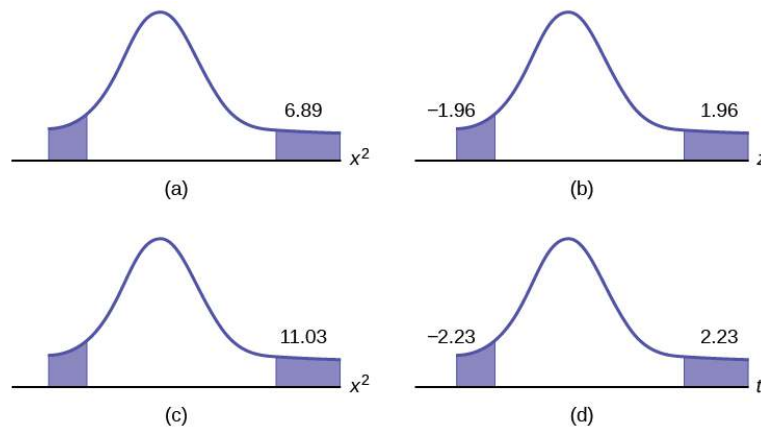 6.89
−1.96 1.96
x² z
(a) (b)
11.03
−2.23 2.23
x² t
(c) (d)